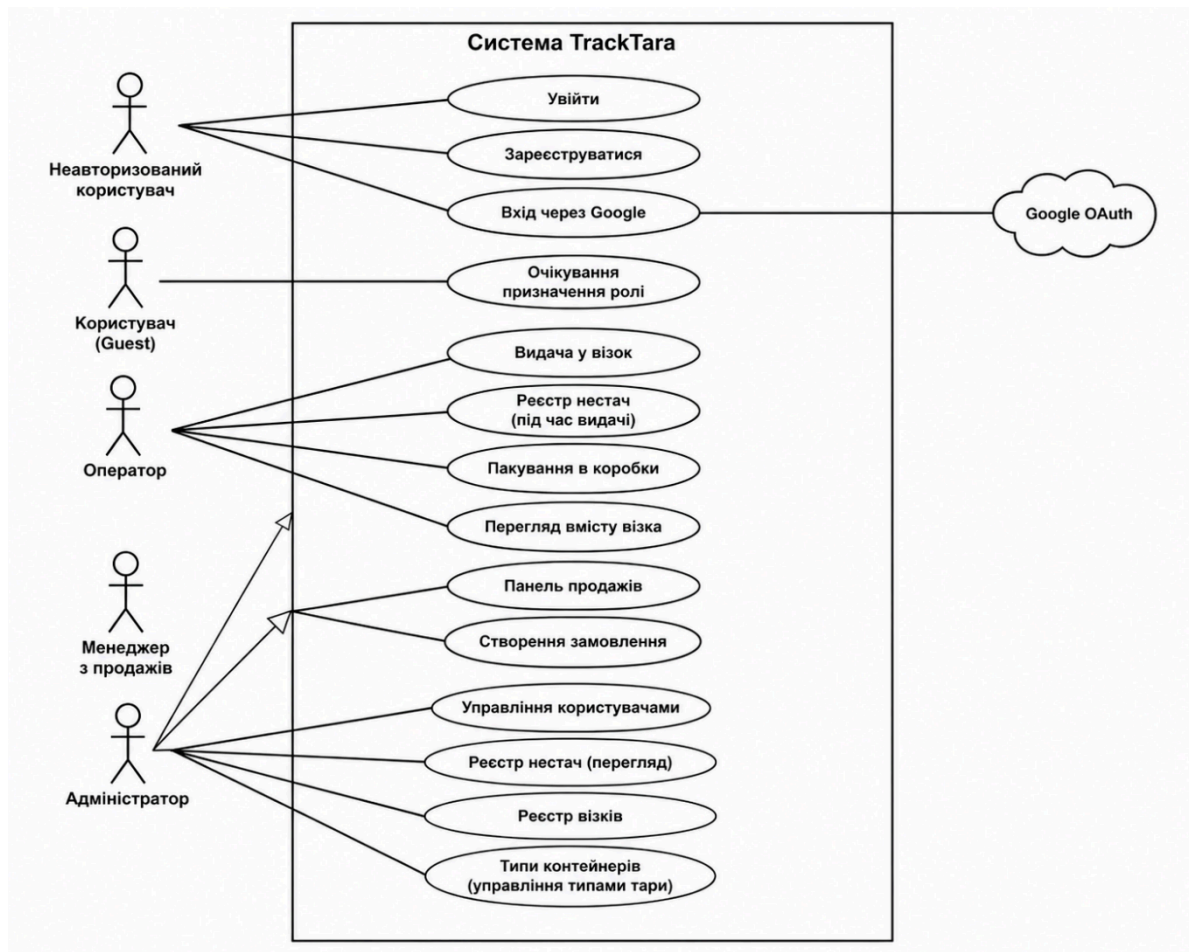 Система TrackTara
Увійти
Зареєструватися
Вхід через Google
Google OAuth
Неавторизований
користувач
Очікування
призначення ролі
Користувач
(Guest)
Видача у візок
Реєстр нестач
(під час видачі)
Пакування в коробки
Перегляд вмісту візка
Оператор
Панель продажів
Створення замовлення
Менеджер
з продажів
Управління користувачами
Реєстр нестач (перегляд)
Реєстр візків
Типи контейнерів
(управління типами тари)
Адміністратор